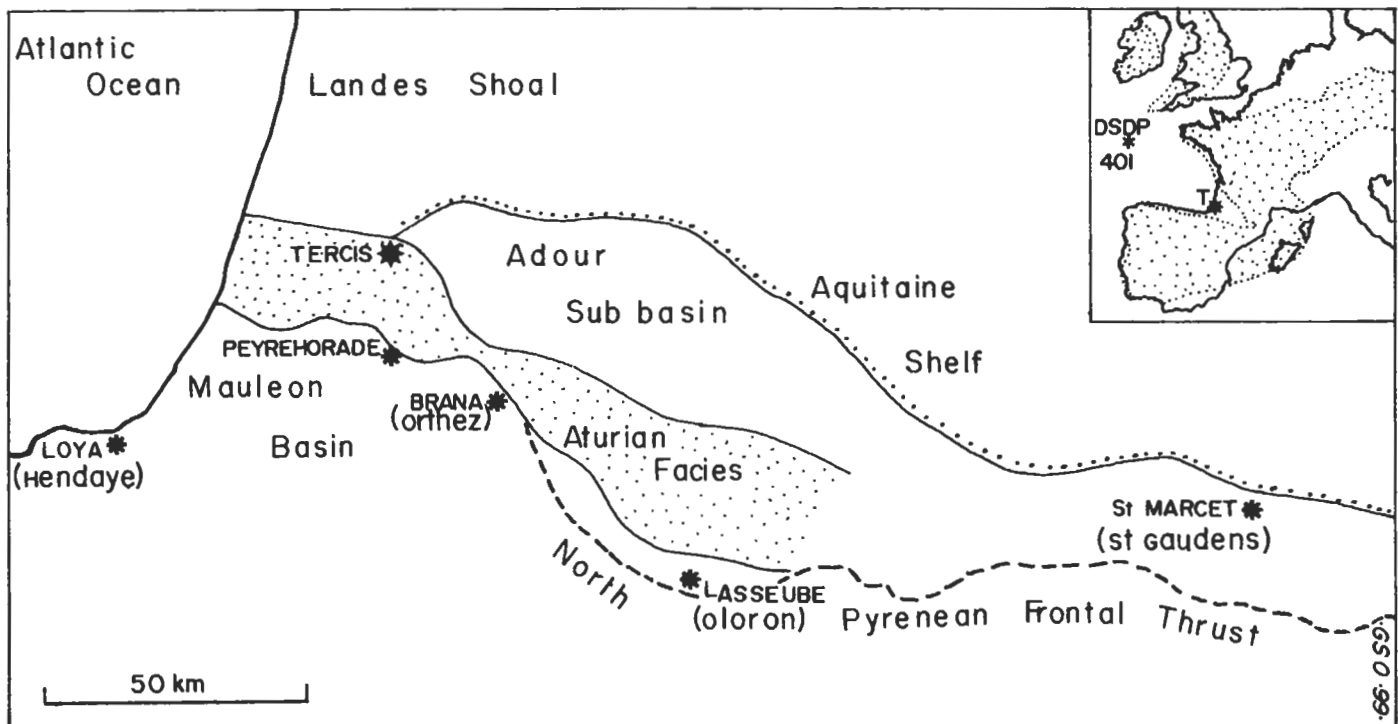 Atlantic
Ocean
Landes Shoal
DSDP
401
T
TERCIS
Adour
Sub basin
Aquitaine
Shelf
PEYREHORADE
Mauleon
Basin
BRANA
(orthez)
Aturian
Facies
LOYA
(Hendaye)
St MARCET
(st Gaudens)
North
LASSEUBE
(oloron)
Pyrenean Frontal Thrust
50 km
GSO.99